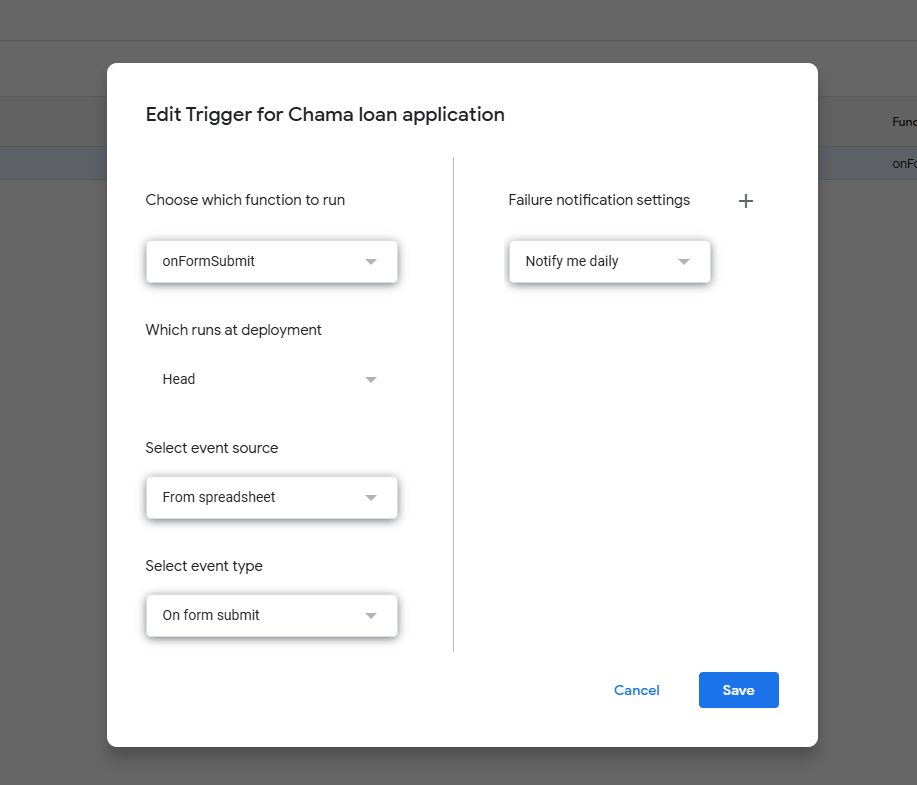 Edit Trigger for Chama loan application
Func
Choose which function to run
Failure notification settings
onFo
onFormSubmit
Notify me daily
Which runs at deployment
Head
Select event source
From spreadsheet
Select event type
On form submit
Cancel
Save